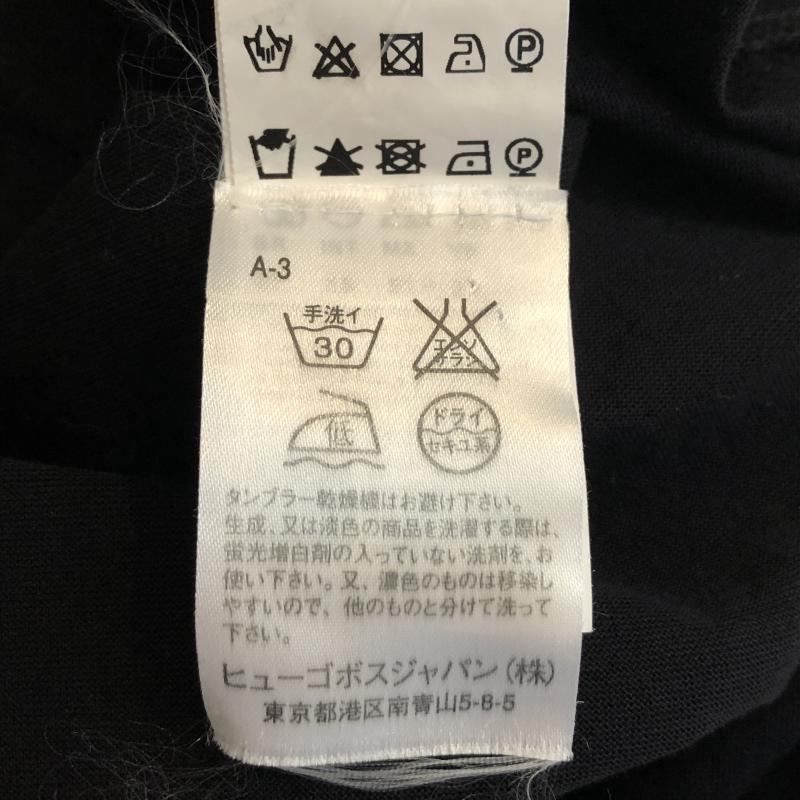 P
P
A-3
手洗イ
30
エンソ
サラシ
低
ドライ
セキユ系
タンブラー乾燥機はお避け下さい。
生成、又は淡色の商品を洗濯する際は、
蛍光増白剤の入っていない洗剤を、お
使い下さい。又、濃色のものは移染し
やすいので、他のものと分けて洗って
下さい。
ヒューゴボスジャパン(株)
東京都港区南青山5-8-5